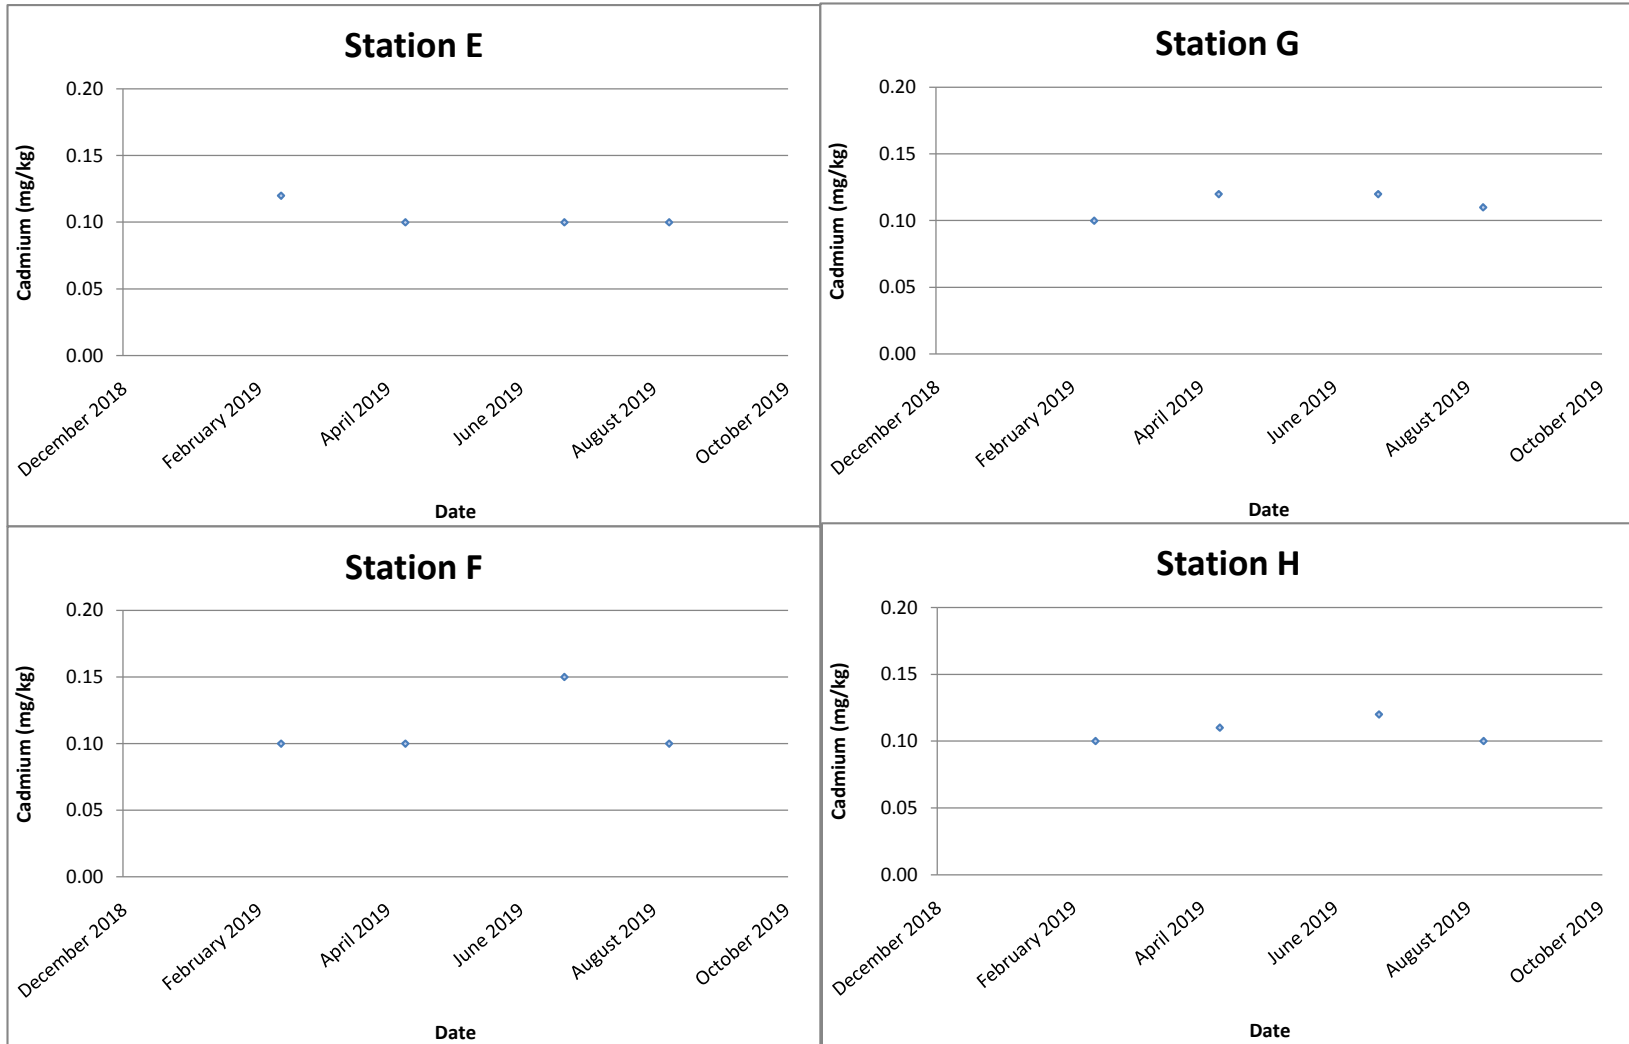 Station E
Cadmium (mg/kg)
0.20
0.15
0.10
0.05
0.00
December 2018
February 2019
April 2019
June 2019
August 2019
October 2019
Date
Station G
Cadmium (mg/kg)
0.20
0.15
0.10
0.05
0.00
December 2018
February 2019
April 2019
June 2019
August 2019
October 2019
Date
Station F
Cadmium (mg/kg)
0.20
0.15
0.10
0.05
0.00
December 2018
February 2019
April 2019
June 2019
August 2019
October 2019
Date
Station H
Cadmium (mg/kg)
0.20
0.15
0.10
0.05
0.00
December 2018
February 2019
April 2019
June 2019
August 2019
October 2019
Date